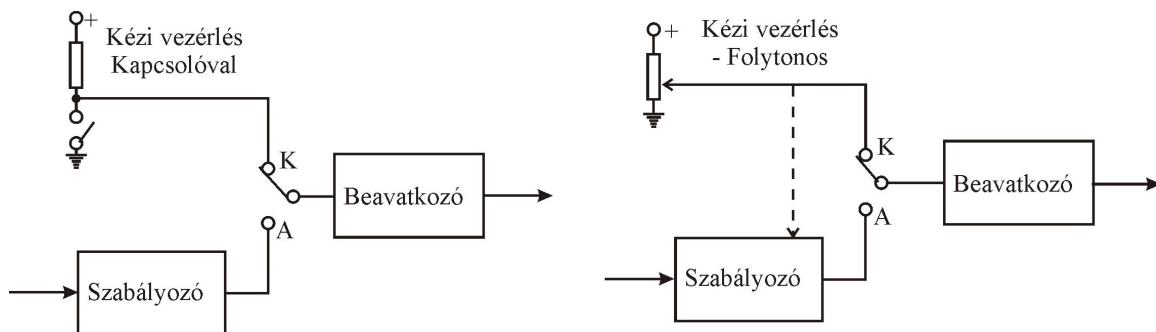 +
Kézi vezérlés
Kapcsolóval
K
Beavatkozó
A
Szabályozó
+
Kézi vezérlés
- Folytonos
K
Beavatkozó
A
Szabályozó